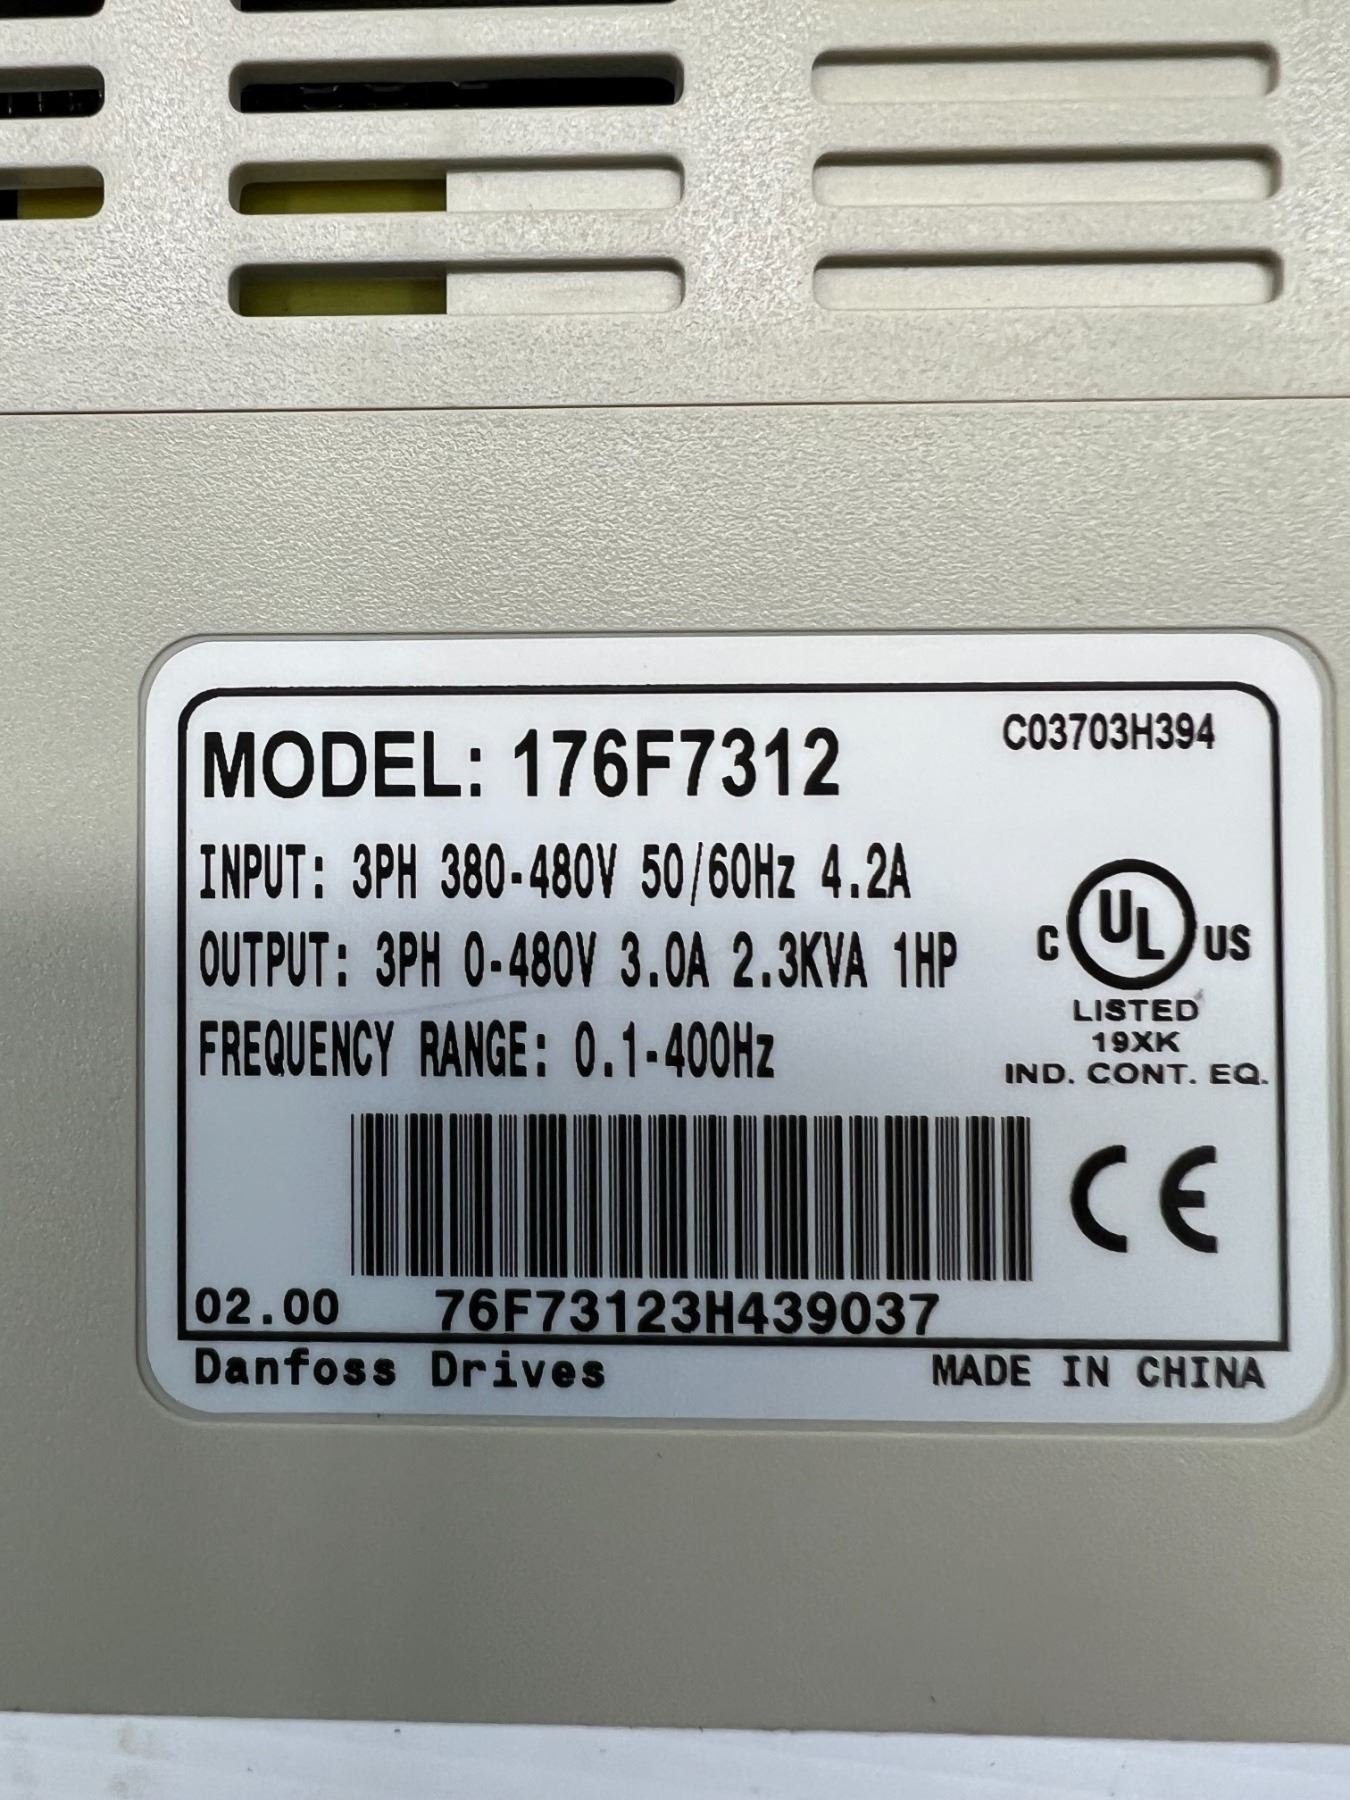 MODEL: 176F7312
C03703H394
INPUT: 3PH 380-480V 50/60Hz 4.2A
OUTPUT: 3PH 0-480V 3.0A 2.3KVA 1HP
FREQUENCY RANGE: 0.1-400Hz
C UL US
LISTED
19XK
IND. CONT. EQ.
CE
02.00 76F73123H439037
Danfoss Drives MADE IN CHINA